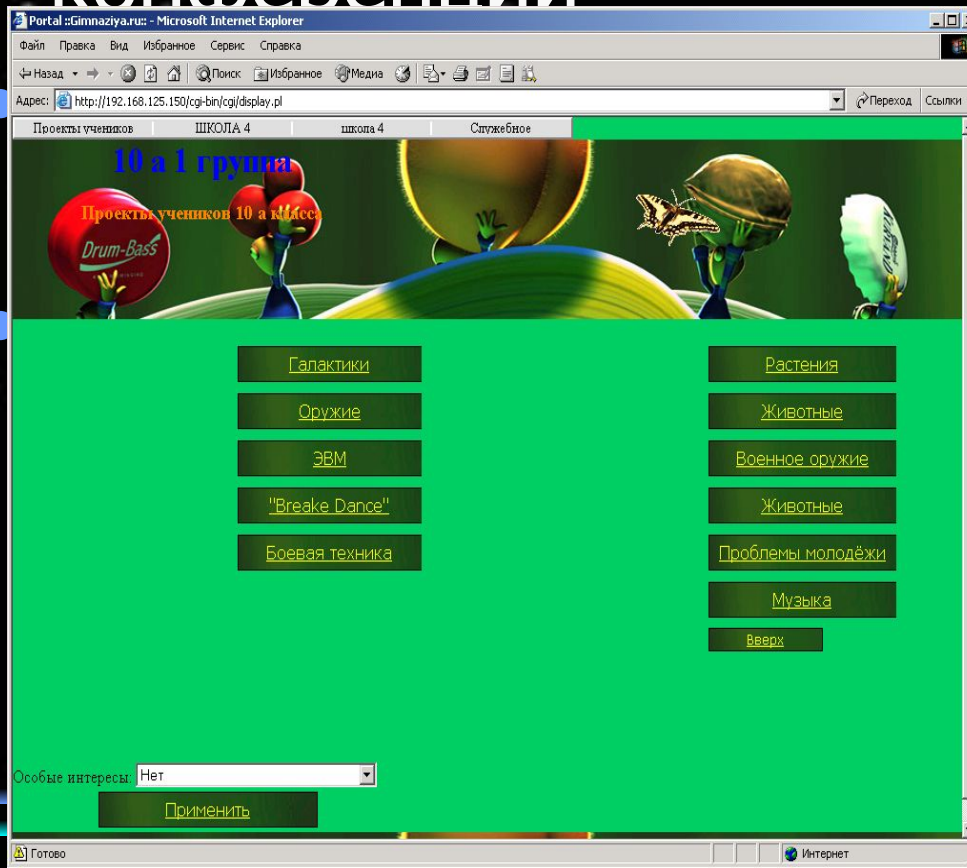 Portal ::Gimnaziya.ru:: - Microsoft Internet Explorer
Файл Правка Вид Избранное Сервис Справка
Назад Поиск Избранное Медиа
Адрес: http://192.168.125.150/cgi-bin/cgi/display.pl Переход Ссылки
Проекты учеников ШКОЛА 4 школа 4 Служебное
10 а 1 группа
Проекты учеников 10 а класса
Drum-Bass
Галактики Растения
Оружие Животные
ЭВМ Военное оружие
"Breake Dance" Животные
Боевая техника Проблемы молодёжи
Музыка
Вверх
Особые интересы: Нет
Применить
Готово Интернет